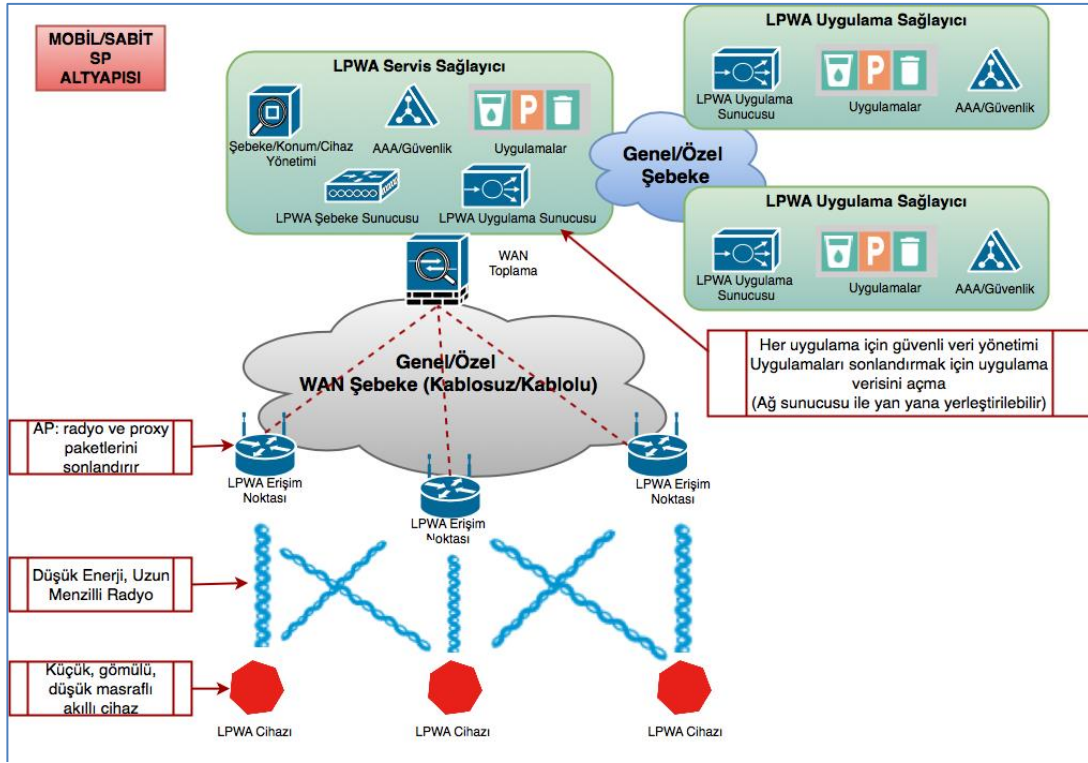 MOBİL/SABİT
SP
ALTYAPISI
LPWA Servis Sağlayıcı
Şebeke/Konum/Cihaz
Yönetimi
AAA/Güvenlik
P
Uygulamalar
LPWA Şebeke Sunucusu
LPWA Uygulama Sunucusu
Genel/Özel
Şebeke
LPWA Uygulama Sağlayıcı
LPWA Uygulama
Sunucusu
P
Uygulamalar
AAA/Güvenlik
LPWA Uygulama Sağlayıcı
LPWA Uygulama
Sunucusu
P
Uygulamalar
AAA/Güvenlik
WAN
Toplama
Her uygulama için güvenli veri yönetimi
Uygulamaları sonlandırmak için uygulama
verisini açma
(Ağ sunucusu ile yan yana yerleştirilebilir)
Genel/Özel
WAN Şebeke (Kablosuz/Kablolu)
AP: radyo ve proxy
paketlerini
sonlandırır
LPWA Erişim
Noktası
LPWA Erişim
Noktası
LPWA Erişim
Noktası
Düşük Enerji, Uzun
Menzilli Radyo
Küçük, gömülü,
düşük masraflı
akıllı cihaz
LPWA Cihazı
LPWA Cihazı
LPWA Cihazı